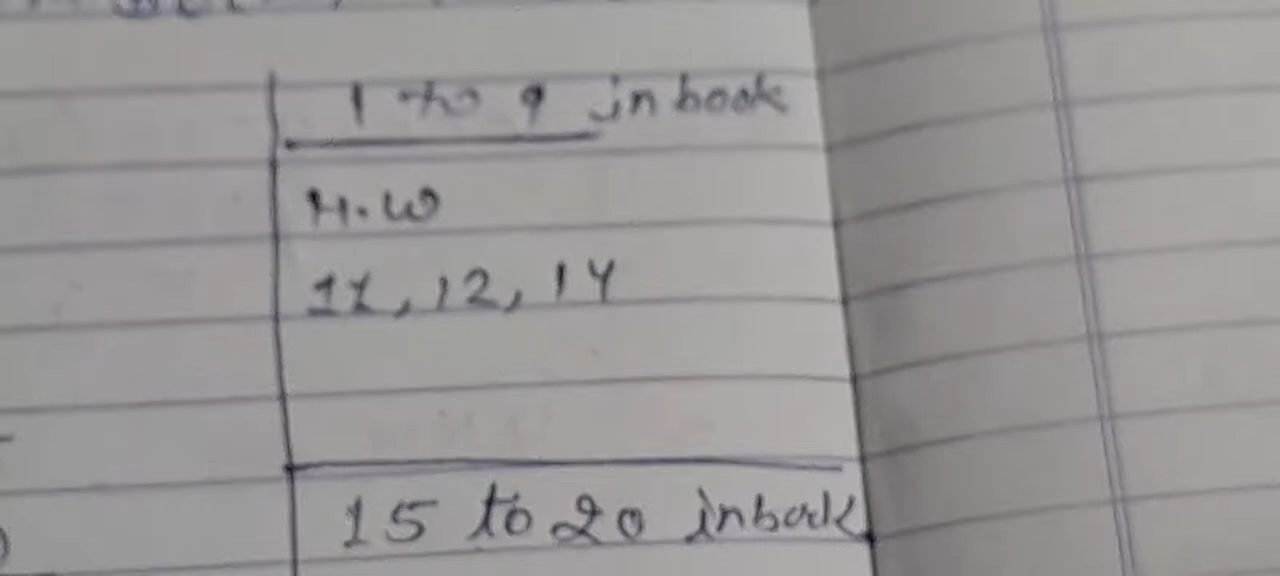 1 to 9 in book
H.W
11, 12, 14
15 to 20 in book